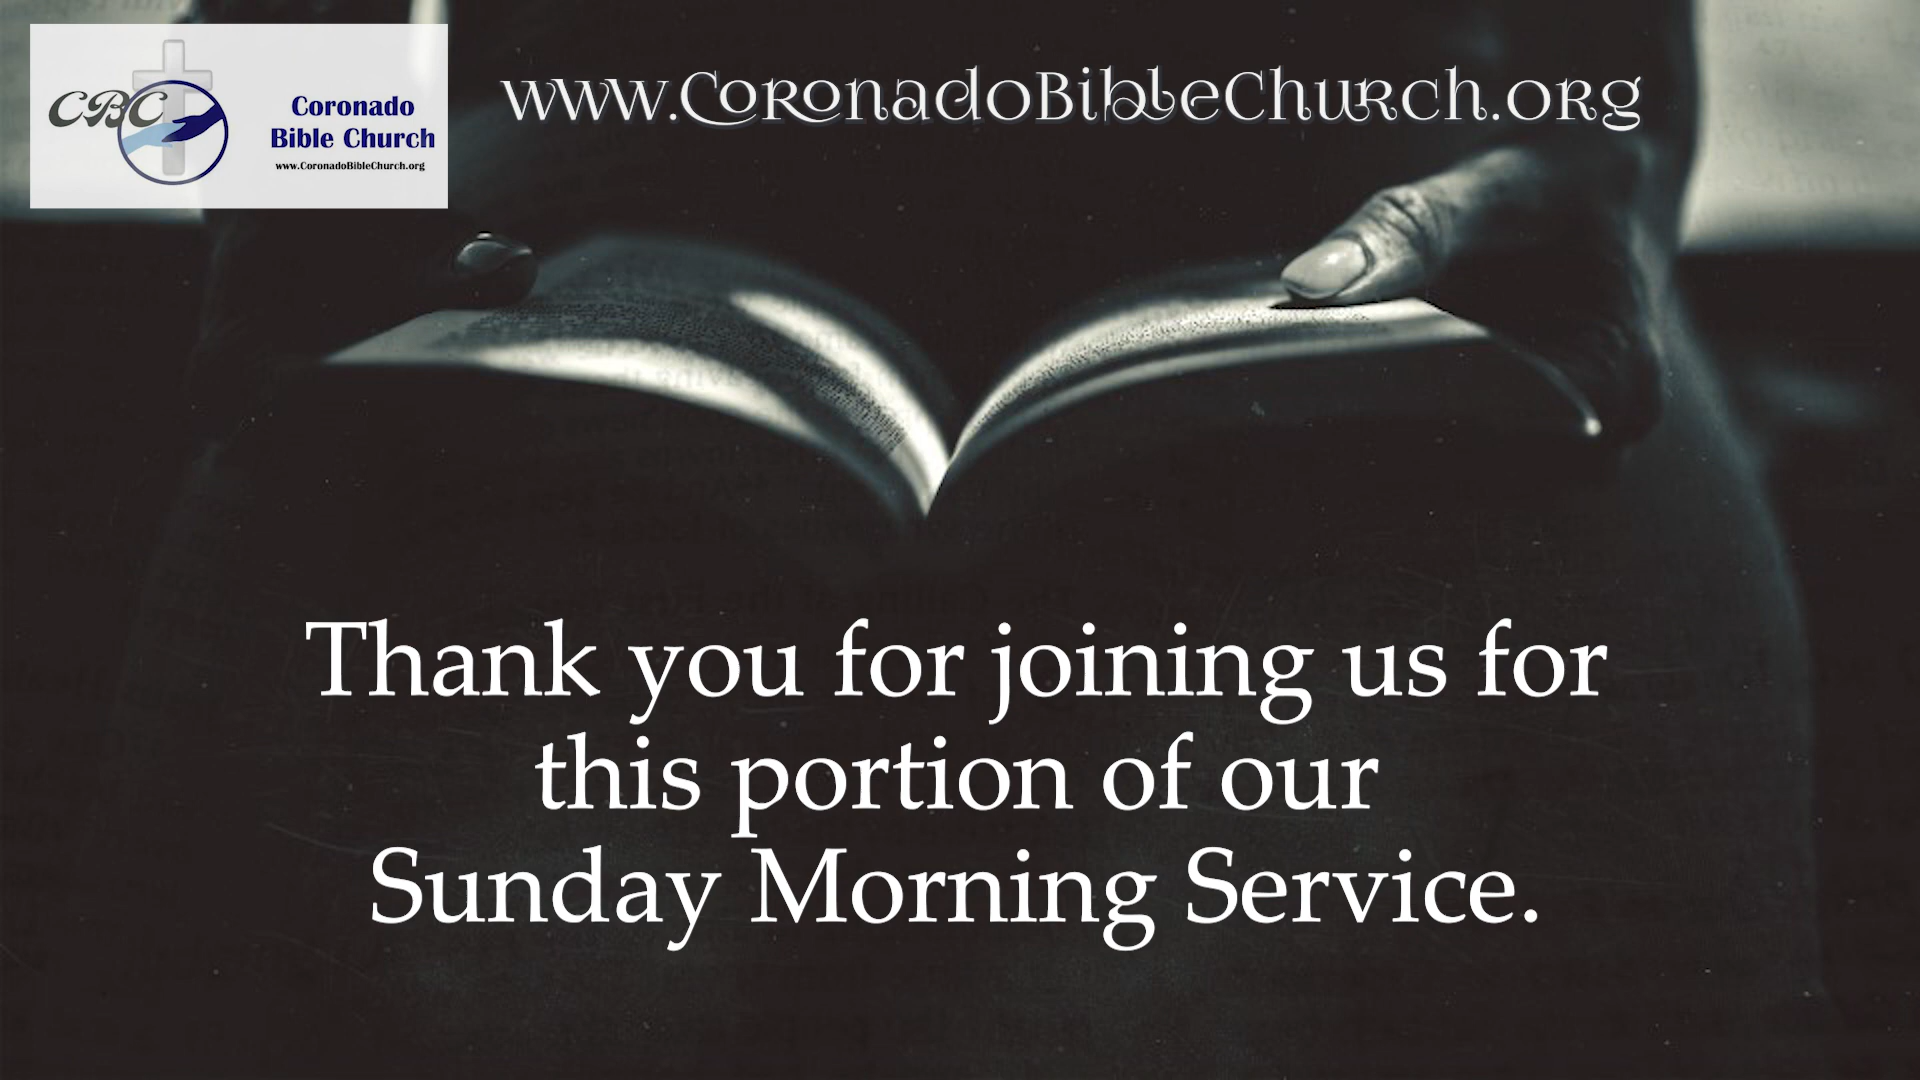 CBC
Coronado
Bible Church
www.CoronadoBibleChurch.org
www.CoronadoBibleChurch.org
Thank you for joining us for
this portion of our
Sunday Morning Service.